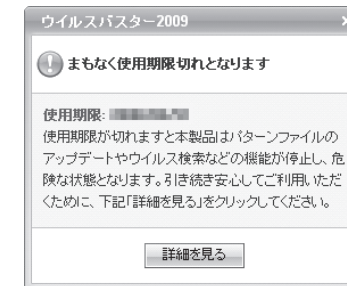 ウイルスバスター2009
まもなく使用期限切れとなります
使用期限:
使用期限が切れますと本製品はパターンファイルの
アップデートやウイルス検索などの機能が停止し、危
険な状態となります。引き続き安心してご利用いただ
くために、下記「詳細を見る」をクリックしてください。
詳細を見る